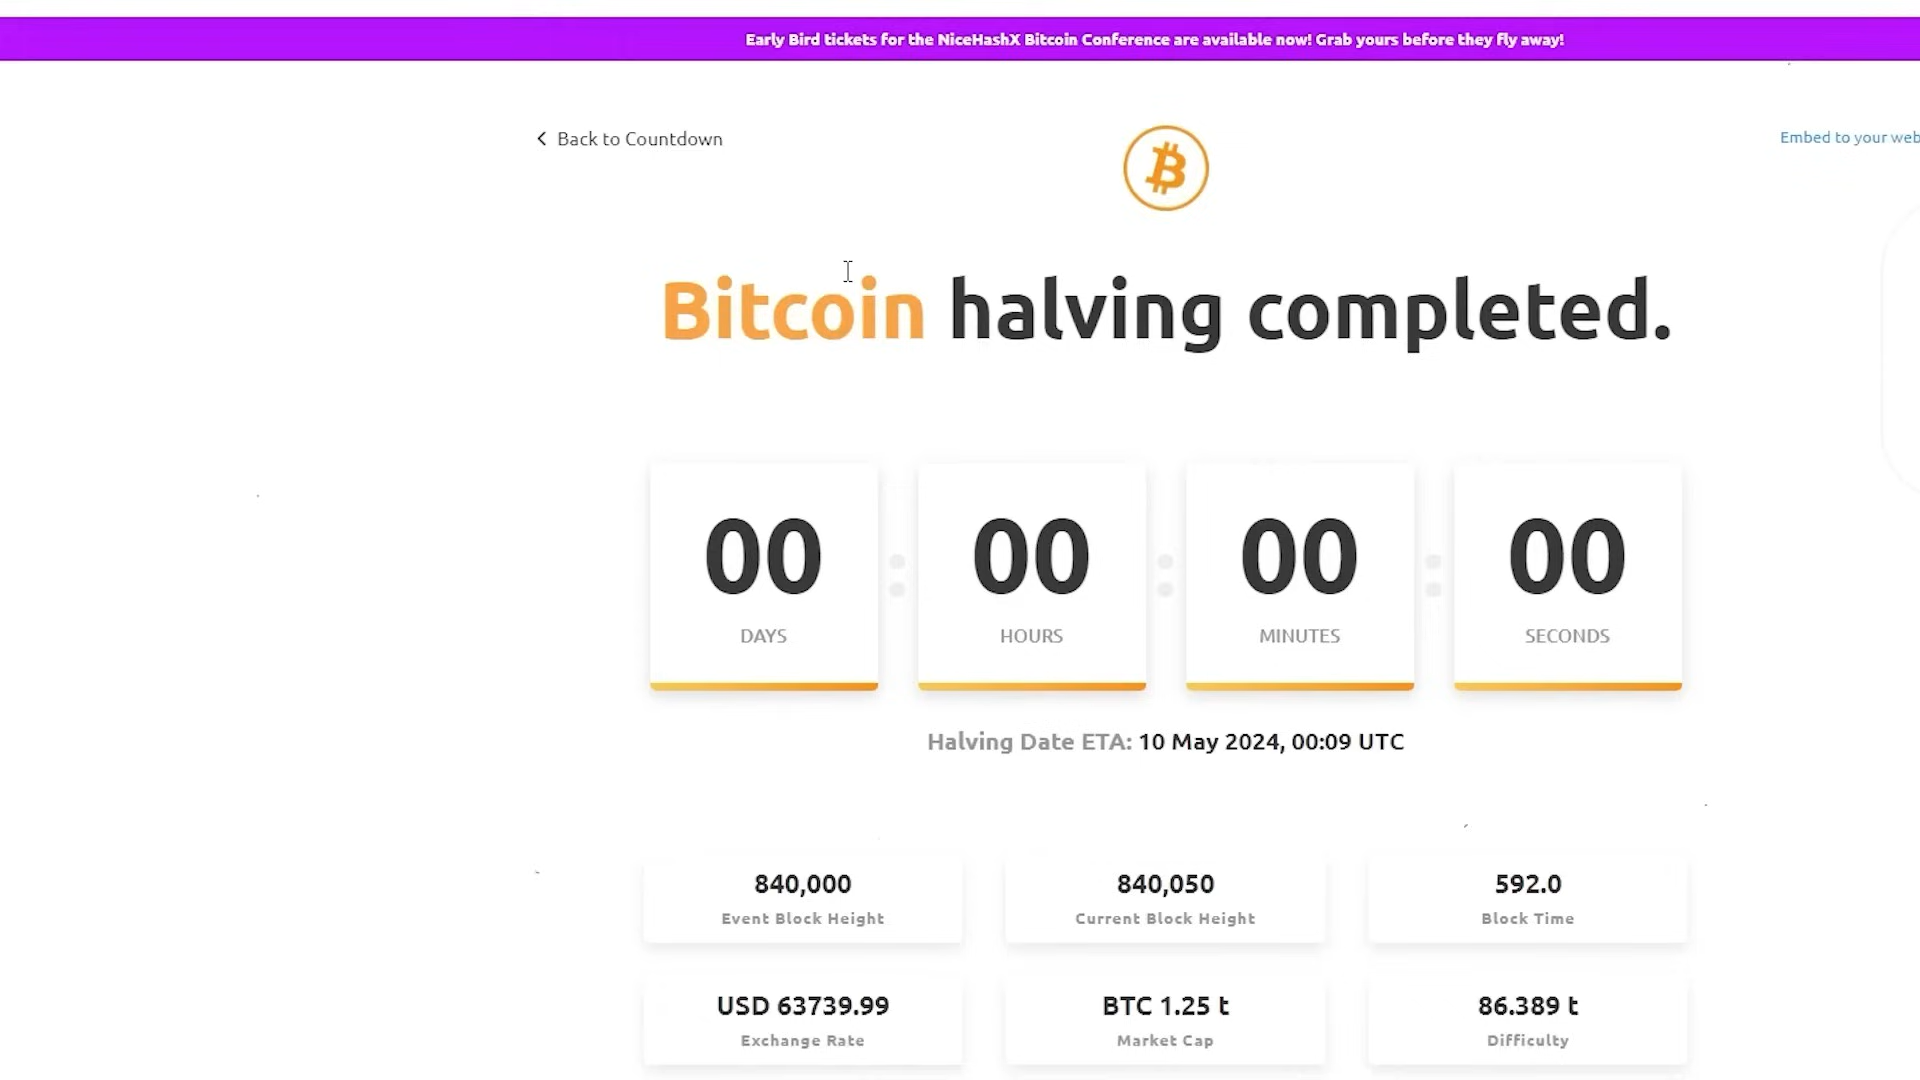 Early Bird tickets for the NiceHashX Bitcoin Conference are available now! Grab yours before they fly away!
Back to Countdown
Embed to your web
Bitcoin halving completed.
00 00 00 00
DAYS HOURS MINUTES SECONDS
Halving Date ETA: 10 May 2024, 00:09 UTC
840,000 840,050 592.0
Event Block Height Current Block Height Block Time
USD 63739.99 BTC 1.25 t 86.389 t
Exchange Rate Market Cap Difficulty